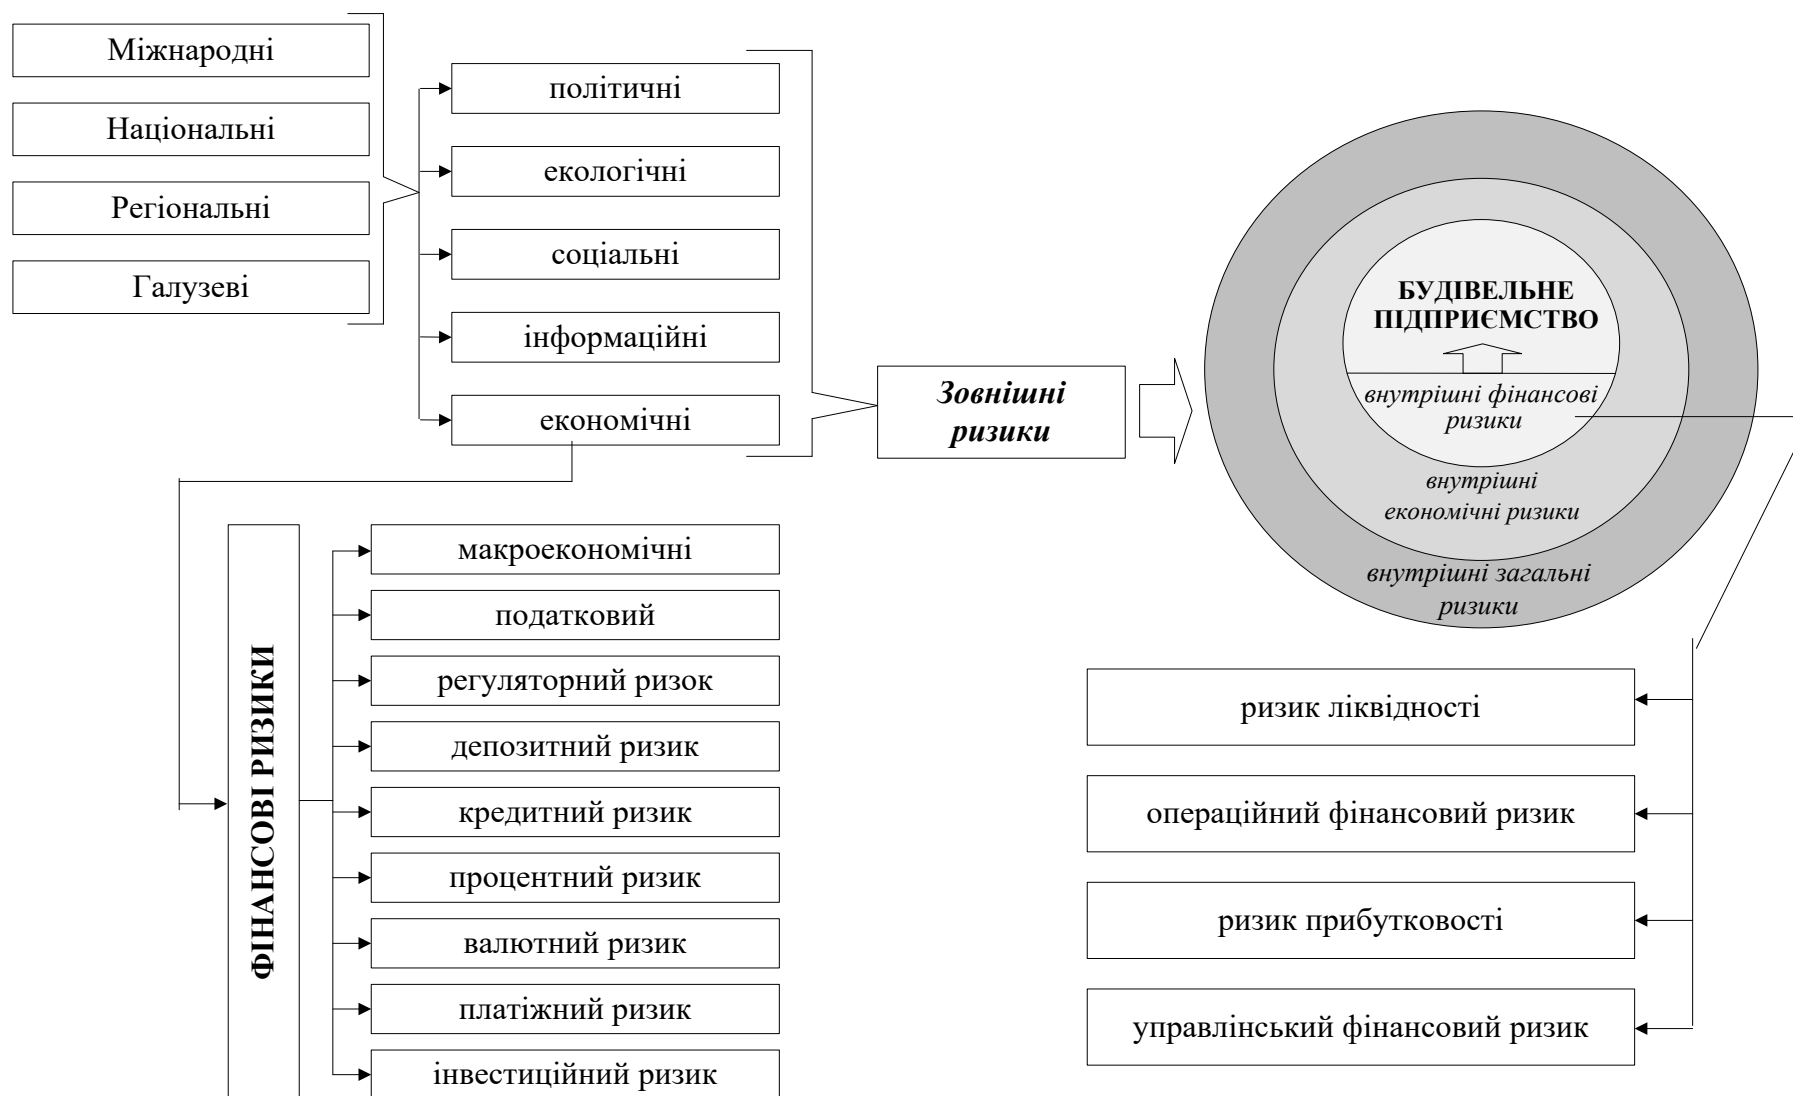 Міжнародні
Національні
Регіональні
Галузеві
політичні
екологічні
соціальні
інформаційні
економічні
Зовнішні
ризики
БУДІВЕЛЬНЕ
ПІДПРИЄМСТВО
внутрішні фінансові
ризики
внутрішні
економічні ризики
внутрішні загальні
ризики
ФІНАНСОВІ РИЗИКИ
макроекономічні
податковий
регуляторний ризок
депозитний ризик
кредитний ризик
процентний ризик
валютний ризик
платіжний ризик
інвестиційний ризик
ризик ліквідності
операційний фінансовий ризик
ризик прибутковості
управлінський фінансовий ризик